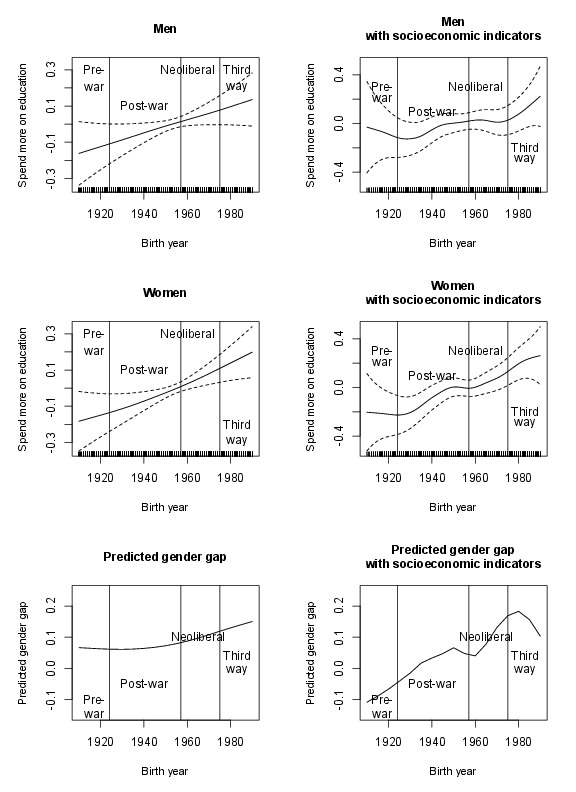 Men
Spend more on education
0.3
0.1
-0.1
-0.3
Pre-
war
Post-war
Neoliberal
Third
way
1920 1940 1960 1980
Birth year
Men
with socioeconomic indicators
Spend more on education
0.4
0.0
-0.4
Pre-
war
Post-war
Neoliberal
Third
way
1920 1940 1960 1980
Birth year
Women
Spend more on education
0.3
0.1
-0.1
-0.3
Pre-
war
Post-war
Neoliberal
Third
way
1920 1940 1960 1980
Birth year
Women
with socioeconomic indicators
Spend more on education
0.4
0.0
-0.4
Pre-
war
Post-war
Neoliberal
Third
way
1920 1940 1960 1980
Birth year
Predicted gender gap
Predicted gender gap
0.2
0.1
0.0
-0.1
Pre-
war
Post-war
Neoliberal
Third
way
1920 1940 1960 1980
Birth year
Predicted gender gap
with socioeconomic indicators
Predicted gender gap
0.2
0.1
0.0
-0.1
Pre-
war
Post-war
Neoliberal
Third
way
1920 1940 1960 1980
Birth year